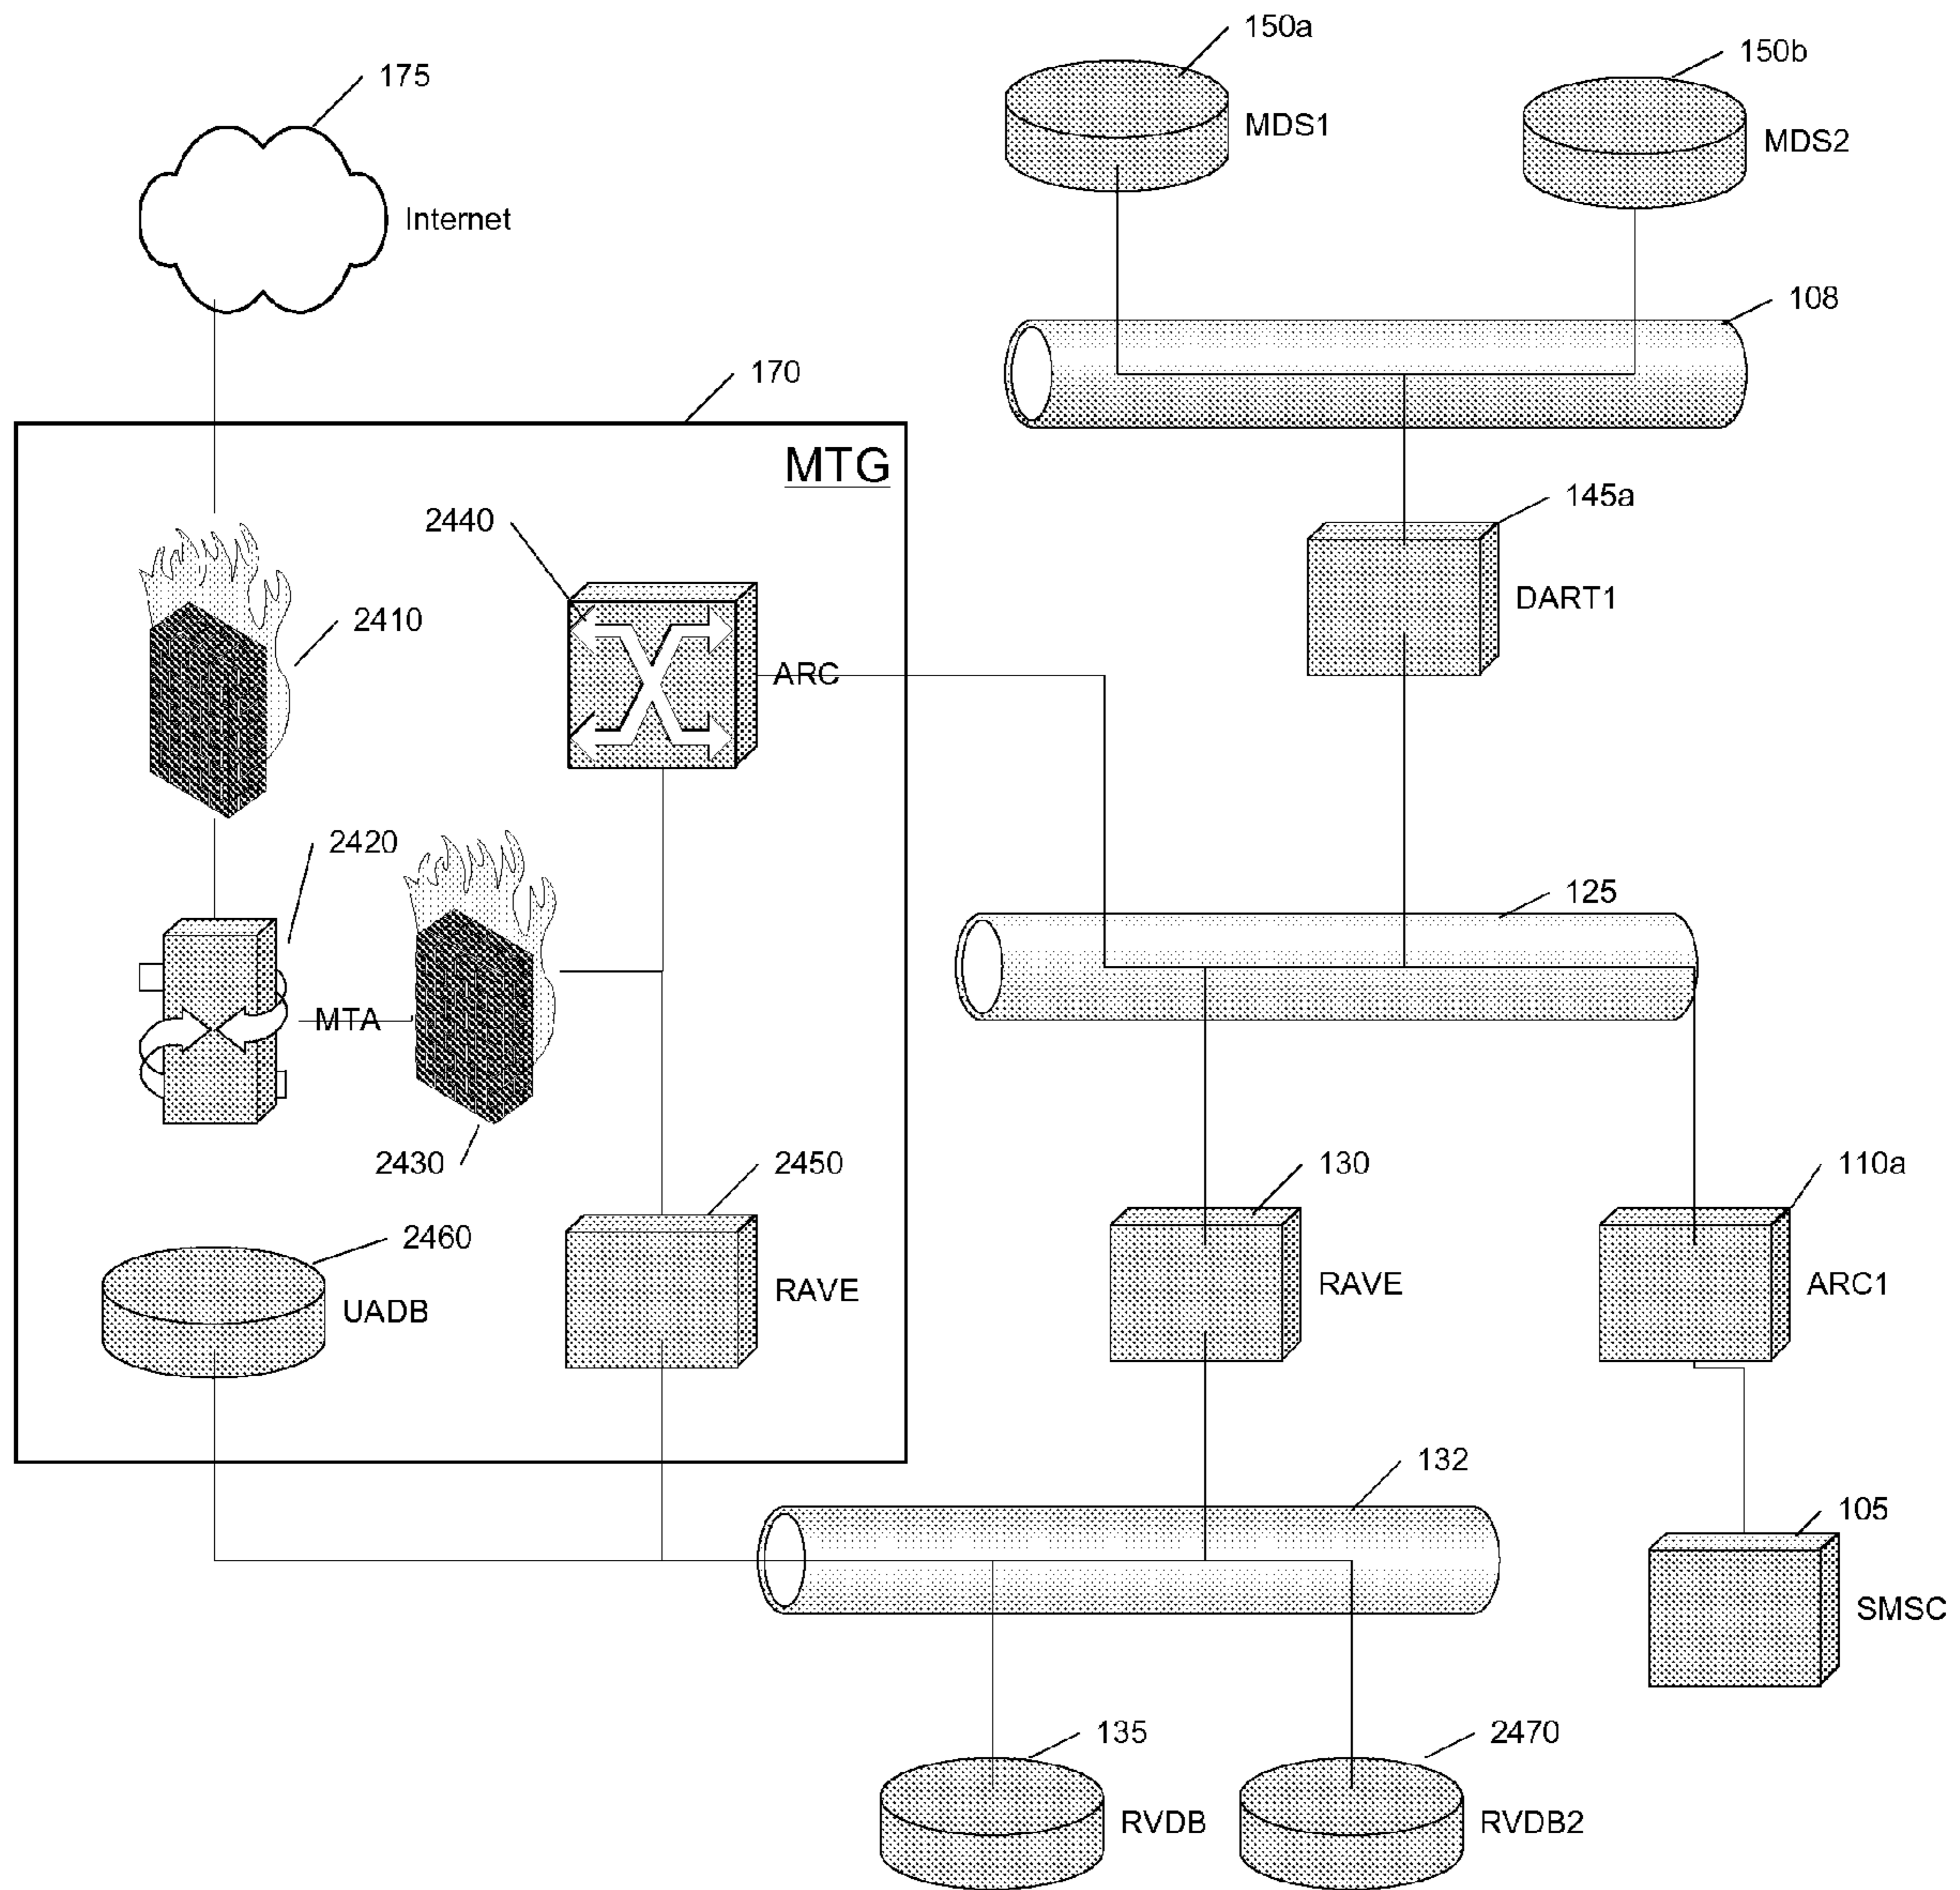 150a
150b
175
MDS1
MDS2
Internet
108
170
MTG
145a
2440
DART1
2410
ARC
2420
125
MTA
2430
2450
130
110a
2460
RAVE
RAVE
ARC1
UADB
132
105
SMSC
135
2470
RVDB
RVDB2